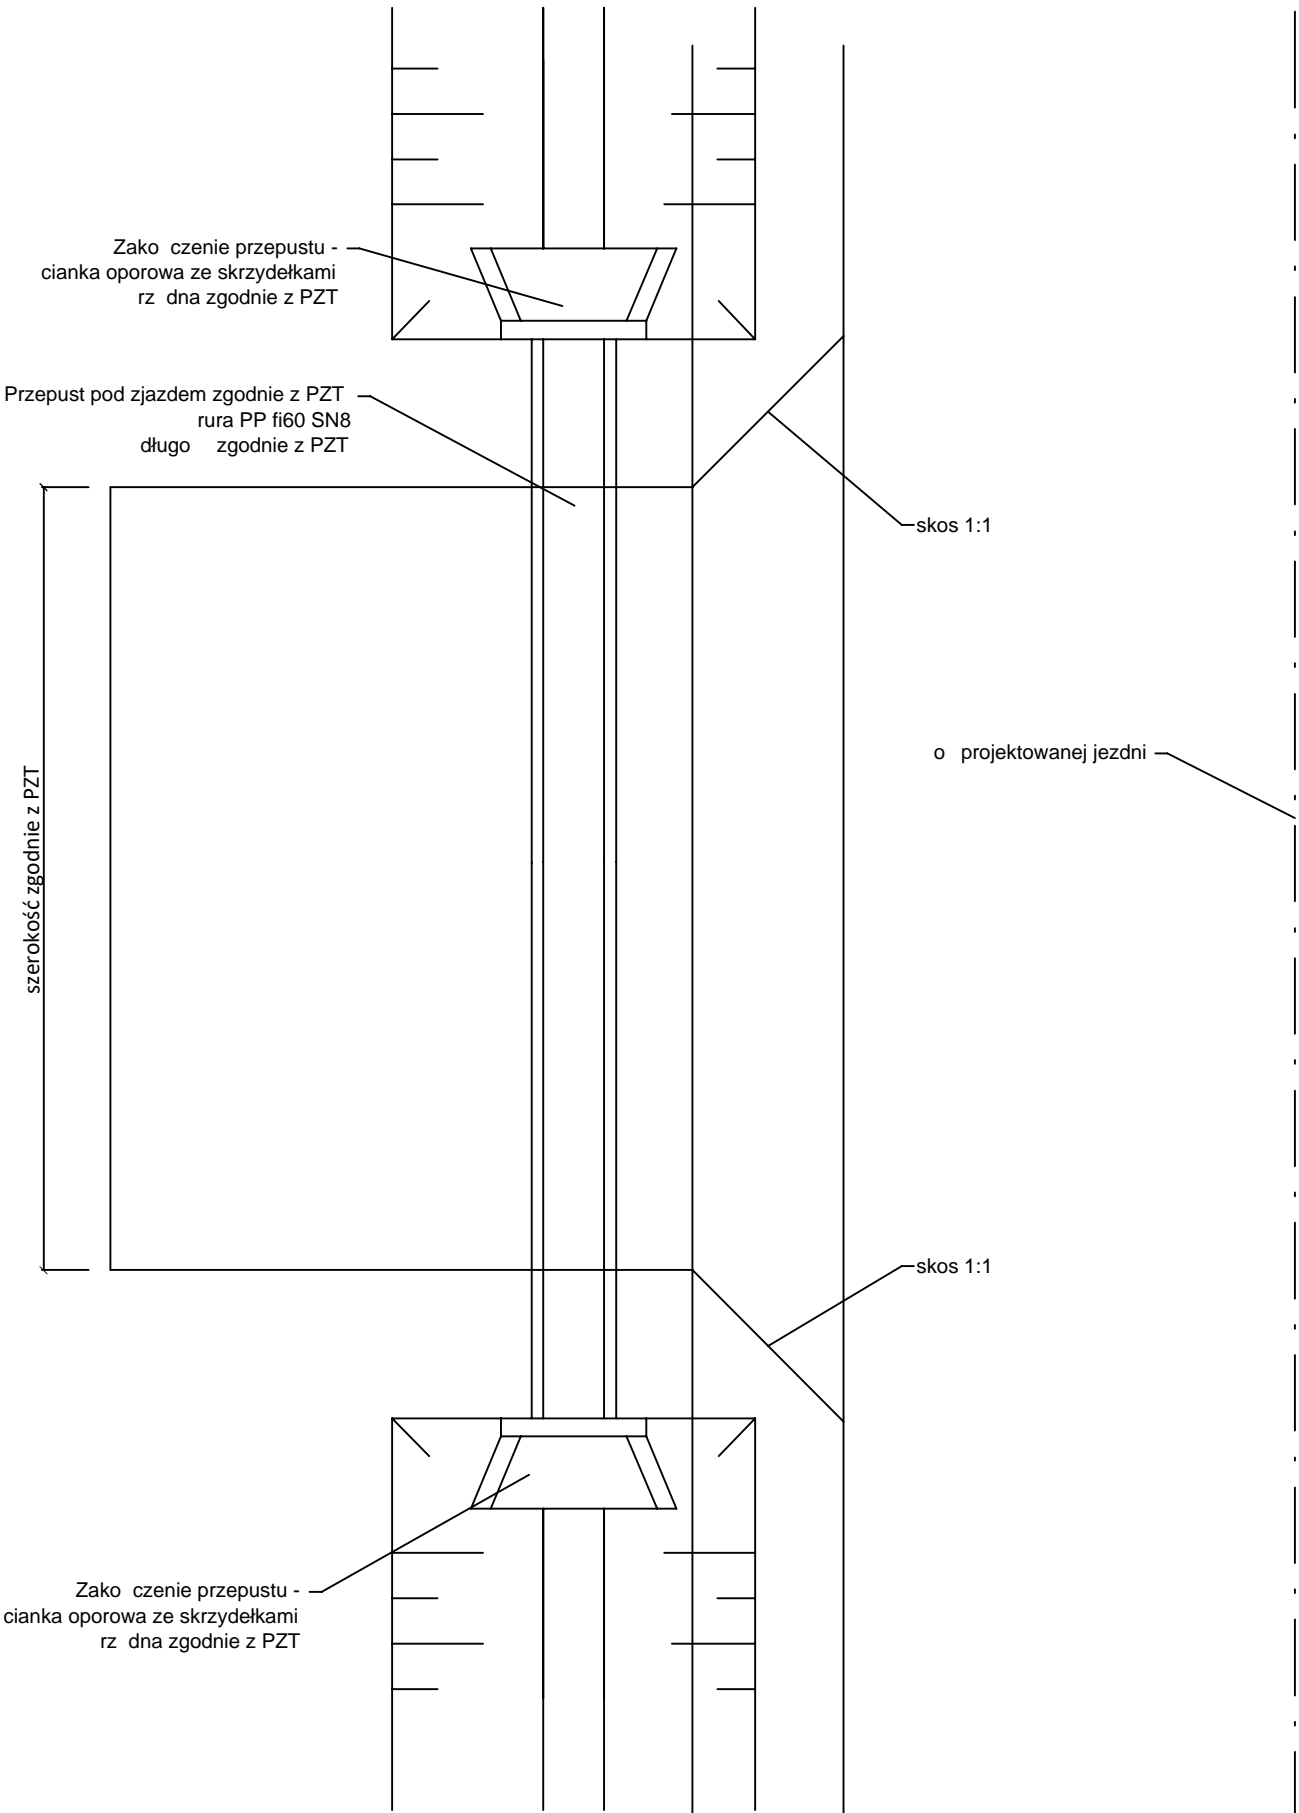 Zako czenie przepustu -
cianka oporowa ze skrzydełkami
rz dna zgodnie z PZT
Przepust pod zjazdem zgodnie z PZT
rura PP fi60 SN8
długo zgodnie z PZT
skos 1:1
o projektowanej jezdni
szerokość zgodnie z PZT
skos 1:1
Zako czenie przepustu -
cianka oporowa ze skrzydełkami
rz dna zgodnie z PZT